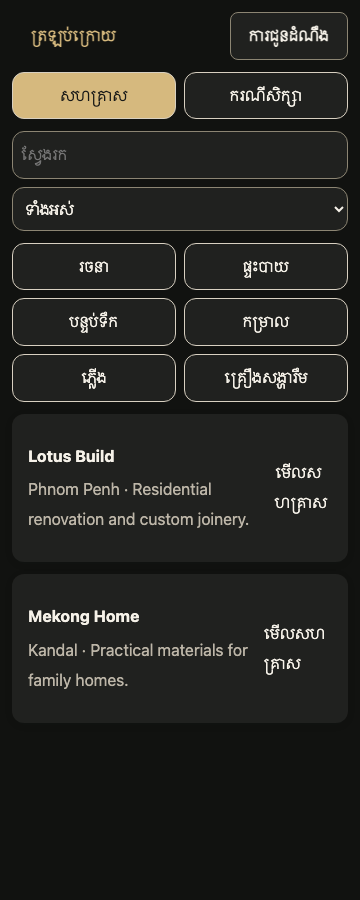 ត្រឡប់ក្រោយ
ការជូនដំណឹង
សហគ្រាស
ករណីសិក្សា
ស្វែងរក
ទាំងអស់
រចនា
ផ្ទះបាយ
បន្ទប់ទឹក
កម្រាល
ភ្លើង
គ្រឿងសង្ហារឹម
Lotus Build
Phnom Penh · Residential
renovation and custom joinery.
មើលស
ហគ្រាស
Mekong Home
Kandal · Practical materials for
family homes.
មើលសហ
គ្រាស